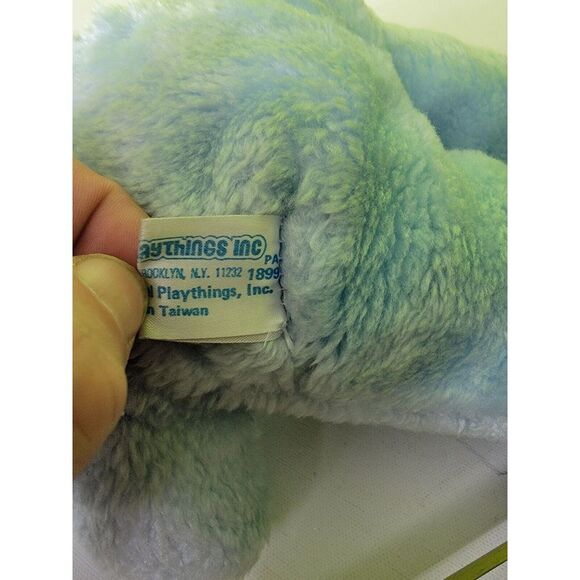 aythings inc
PA
ROOKLYN, N.Y. 11232 1899
l Playthings, Inc.
n Taiwan